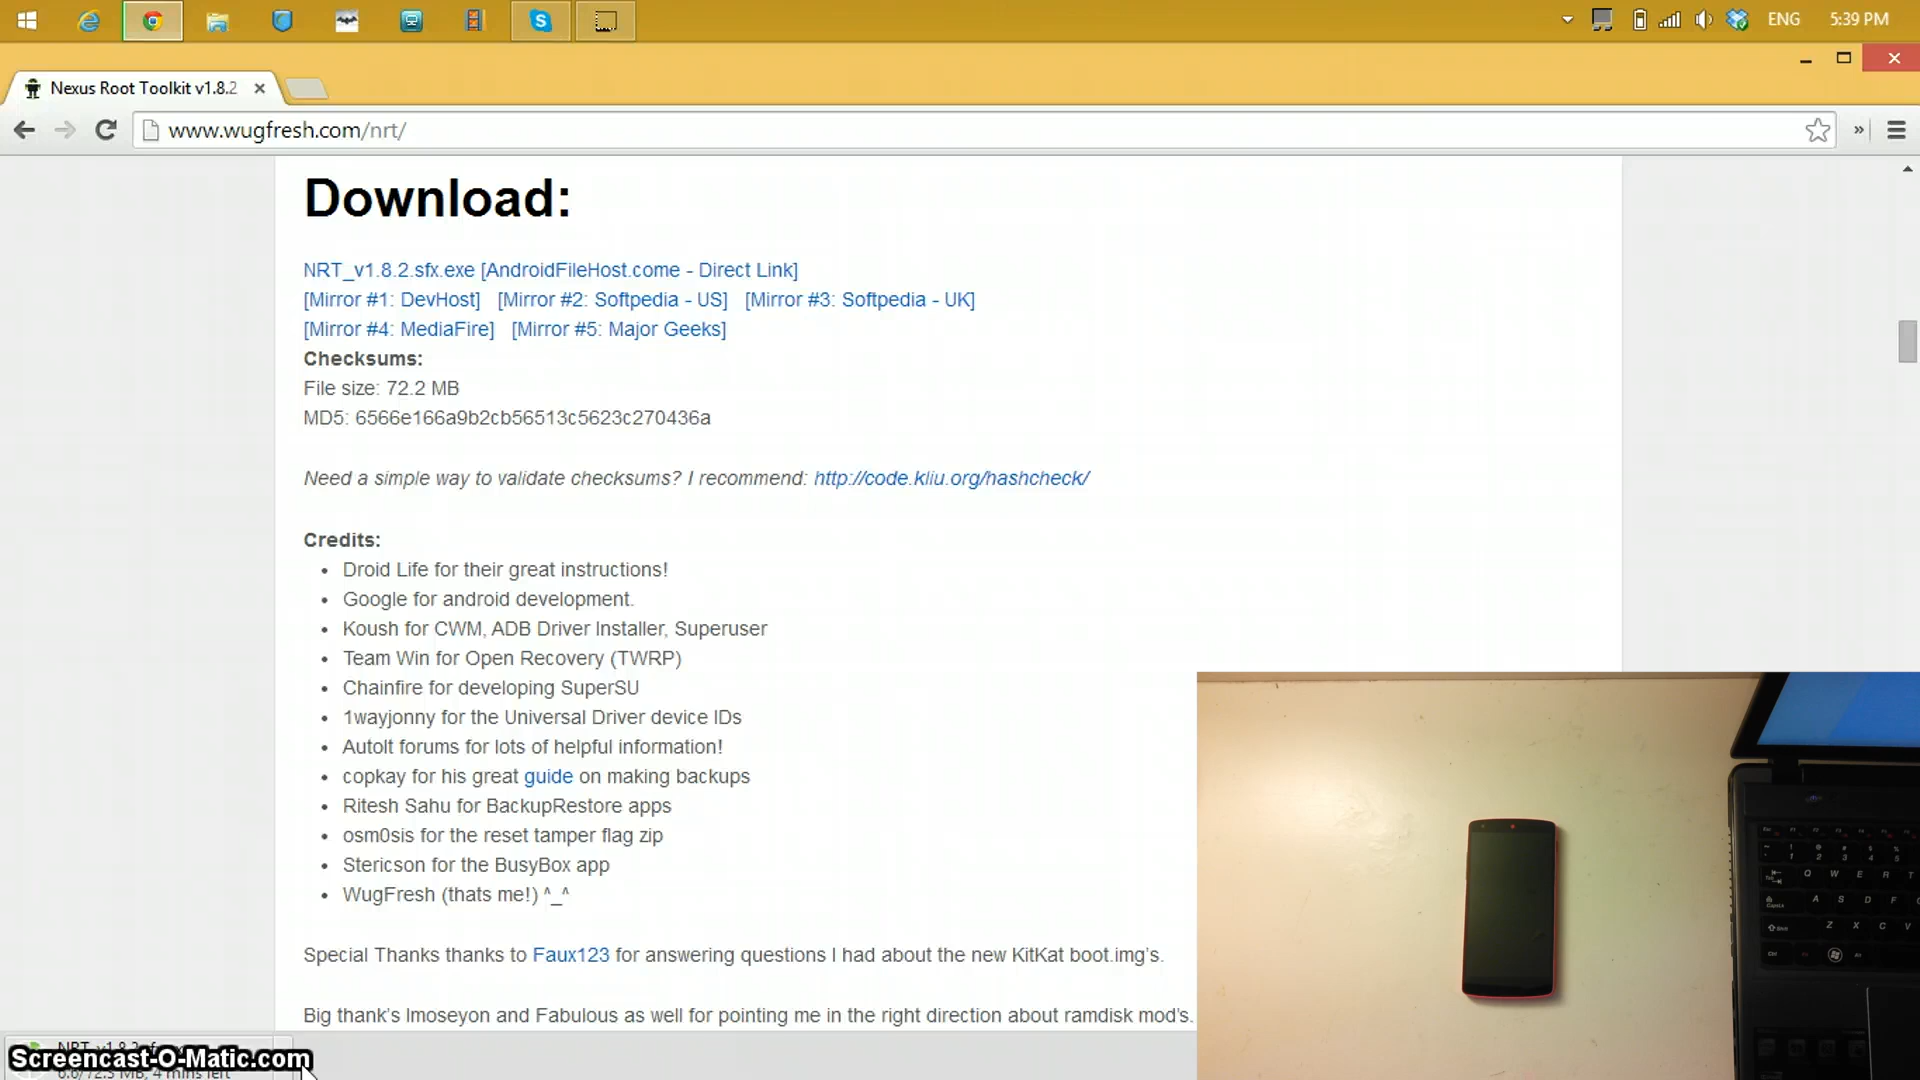 ENG 5:39 PM
Nexus Root Toolkit v1.8.2
www.wugfresh.com/nrt/
Download:
NRT_v1.8.2.sfx.exe [AndroidFileHost.come - Direct Link]
[Mirror #1: DevHost] [Mirror #2: Softpedia - US] [Mirror #3: Softpedia - UK]
[Mirror #4: MediaFire] [Mirror #5: Major Geeks]
Checksums:
File size: 72.2 MB
MD5: 6566e166a9b2cb56513c5623c270436a
Need a simple way to validate checksums? I recommend: http://code.kliu.org/hashcheck/
Credits:
• Droid Life for their great instructions!
• Google for android development.
• Koush for CWM, ADB Driver Installer, Superuser
• Team Win for Open Recovery (TWRP)
• Chainfire for developing SuperSU
• 1wayjonny for the Universal Driver device IDs
• AutoIt forums for lots of helpful information!
• copkay for his great guide on making backups
• Ritesh Sahu for BackupRestore apps
• osm0sis for the reset tamper flag zip
• Stericson for the BusyBox app
• WugFresh (thats me!) ^_^
Special Thanks thanks to Faux123 for answering questions I had about the new KitKat boot.img's.
Big thank's Imoseyon and Fabulous as well for pointing me in the right direction about ramdisk mod's.
Screencast-O-Matic.com